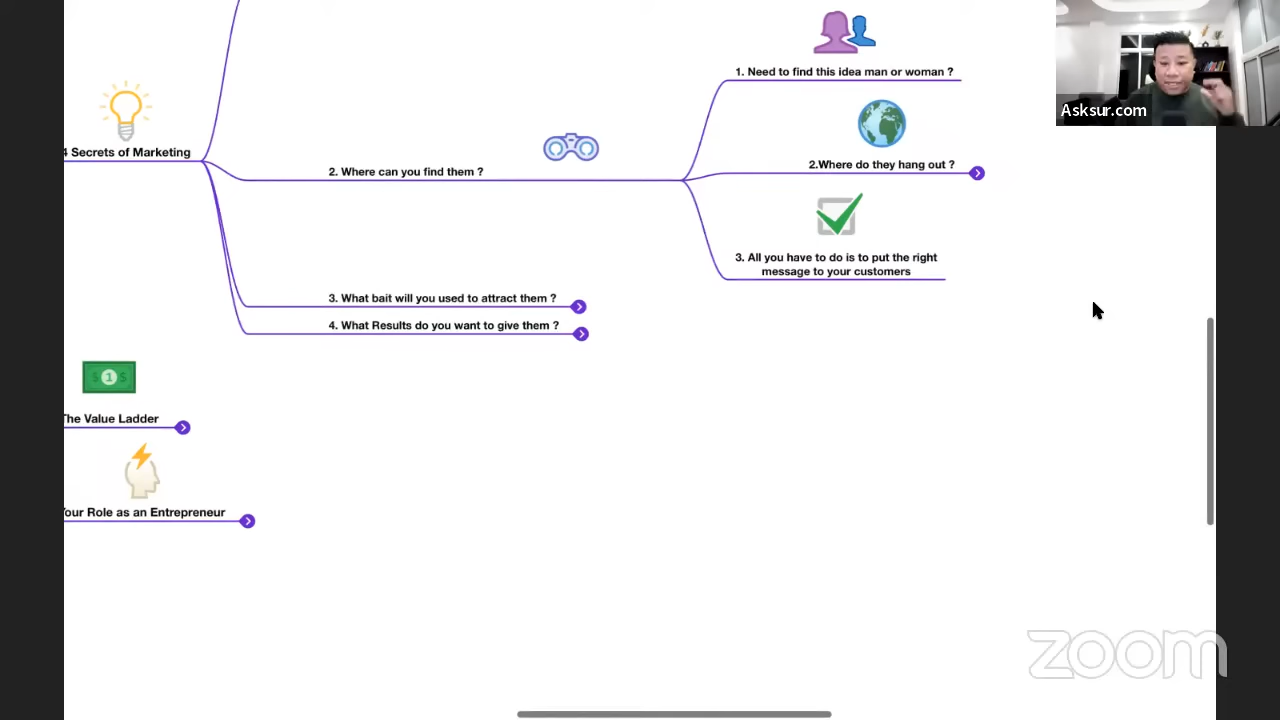 1. Need to find this idea man or woman ?
Asksur.com
4 Secrets of Marketing
2. Where can you find them ?
2.Where do they hang out ?
3. All you have to do is to put the right
message to your customers
3. What bait will you used to attract them ?
4. What Results do you want to give them ?
The Value Ladder
Your Role as an Entrepreneur
zoom